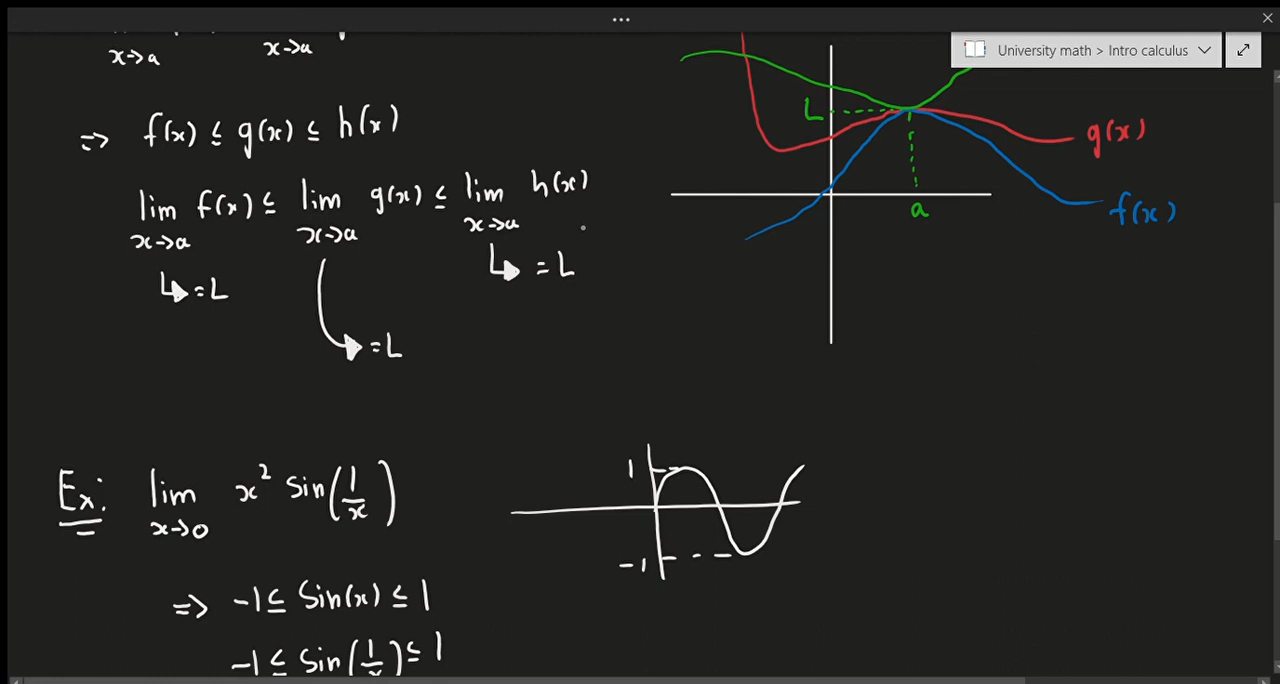 University math > Intro calculus
x→a x→a
=> f(x) ≤ g(x) ≤ h(x)
lim f(x) ≤ lim g(x) ≤ lim h(x)
x→a x→a x→a
= L = L
= L
L
g(x)
f(x)
a
Ex: lim x² sin(1/x)
x→0
1
-1
=> -1 ≤ Sin(x) ≤ 1
-1 ≤ Sin(1/x) ≤ 1